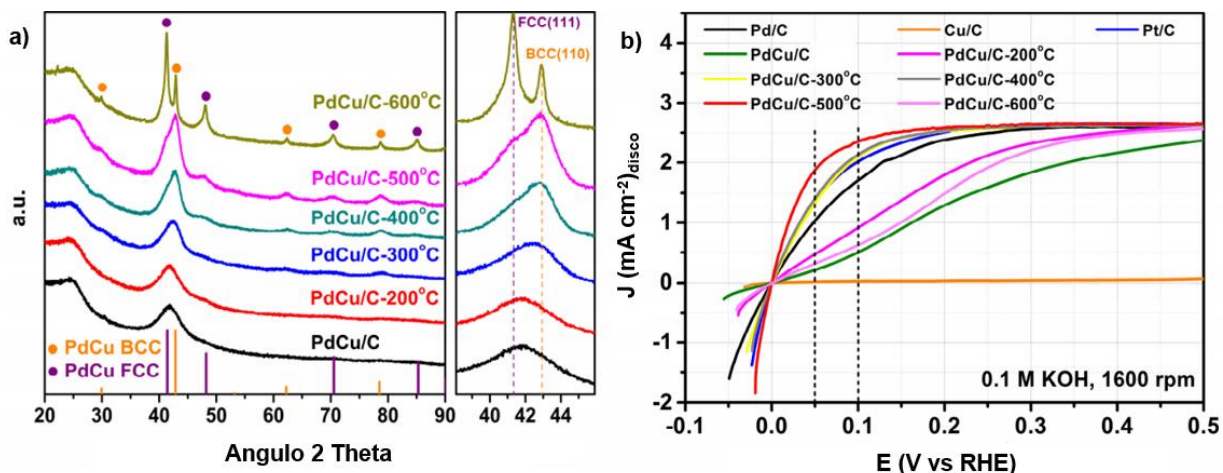 a)
FCC(111)
BCC(110)
PdCu/C-600°C
PdCu/C-500°C
PdCu/C-400°C
PdCu/C-300°C
PdCu/C-200°C
PdCu/C
PdCu BCC
PdCu FCC
a.u.
20 30 40 50 60 70 80 90
40 42 44
Angulo 2 Theta
b)
Pd/C Cu/C Pt/C
PdCu/C PdCu/C-200°C
PdCu/C-300°C PdCu/C-400°C
PdCu/C-500°C PdCu/C-600°C
J (mA cm⁻²)disco
4
3
2
1
0
-1
-2
0.1 M KOH, 1600 rpm
-0.1 0.0 0.1 0.2 0.3 0.4 0.5
E (V vs RHE)